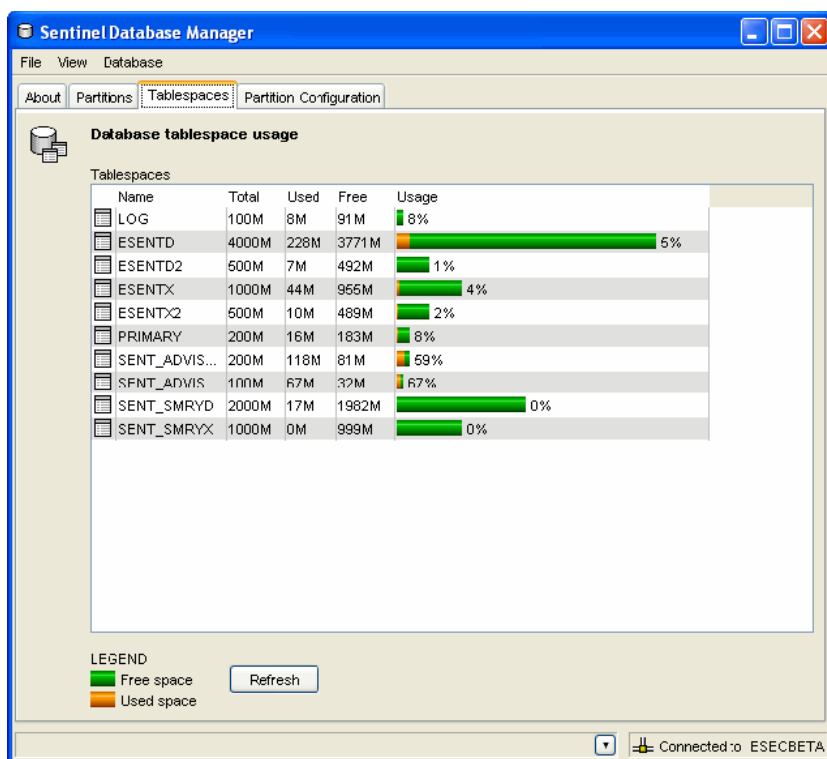 Sentinel Database Manager
File View Database
About Partitions Tablespaces Partition Configuration
Database tablespace usage
Tablespaces
Name Total Used Free Usage
LOG 100M 8M 91M 8%
ESENTD 4000M 228M 3771M 5%
ESENTD2 500M 7M 492M 1%
ESENTX 1000M 44M 955M 4%
ESENTX2 500M 10M 489M 2%
PRIMARY 200M 16M 183M 8%
SENT_ADVIS... 200M 118M 81M 59%
SENT_ADVIS 100M 67M 32M 67%
SENT_SMRYD 2000M 17M 1982M 0%
SENT_SMRYX 1000M 0M 999M 0%
LEGEND
Free space
Refresh
Used space
Connected to ESECBETA